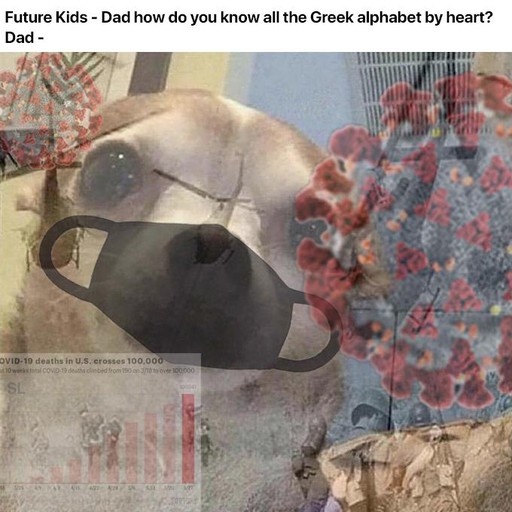 Future Kids - Dad how do you know all the Greek alphabet by heart?
Dad -
OVID-19 deaths in U.S. crosses 100,000
SL